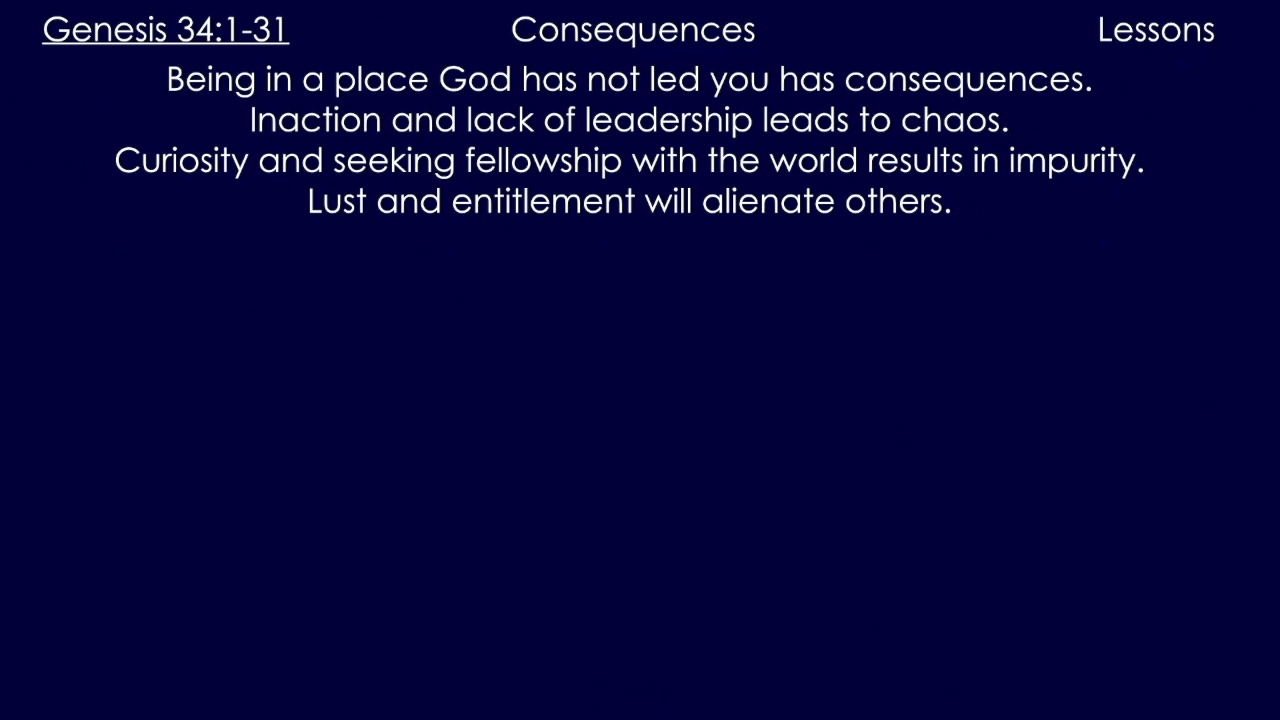 Genesis 34:1-31 Consequences Lessons
Being in a place God has not led you has consequences.
Inaction and lack of leadership leads to chaos.
Curiosity and seeking fellowship with the world results in impurity.
Lust and entitlement will alienate others.